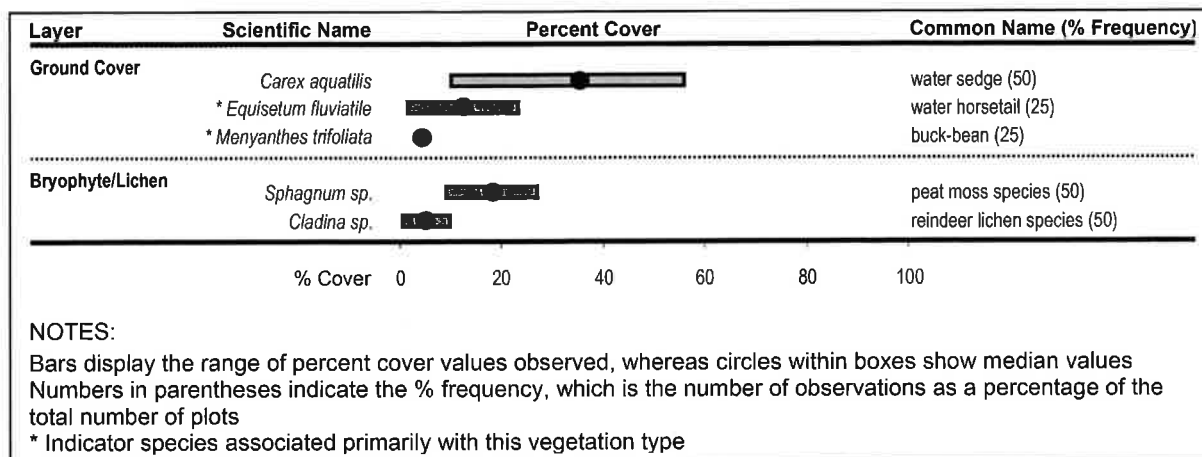 Layer Scientific Name Percent Cover Common Name (% Frequency)
Ground Cover
Carex aquatilis water sedge (50)
* Equisetum fluviatile water horsetail (25)
* Menyanthes trifoliata buck-bean (25)
Bryophyte/Lichen
Sphagnum sp. peat moss species (50)
Cladina sp. reindeer lichen species (50)
% Cover 0 20 40 60 80 100
NOTES:
Bars display the range of percent cover values observed, whereas circles within boxes show median values
Numbers in parentheses indicate the % frequency, which is the number of observations as a percentage of the
total number of plots
* Indicator species associated primarily with this vegetation type